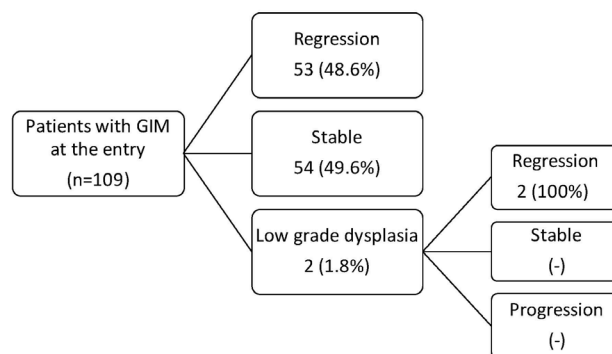 Patients with GIM
at the entry
(n=109)
Regression
53 (48.6%)
Stable
54 (49.6%)
Low grade dysplasia
2 (1.8%)
Regression
2 (100%)
Stable
(-)
Progression
(-)